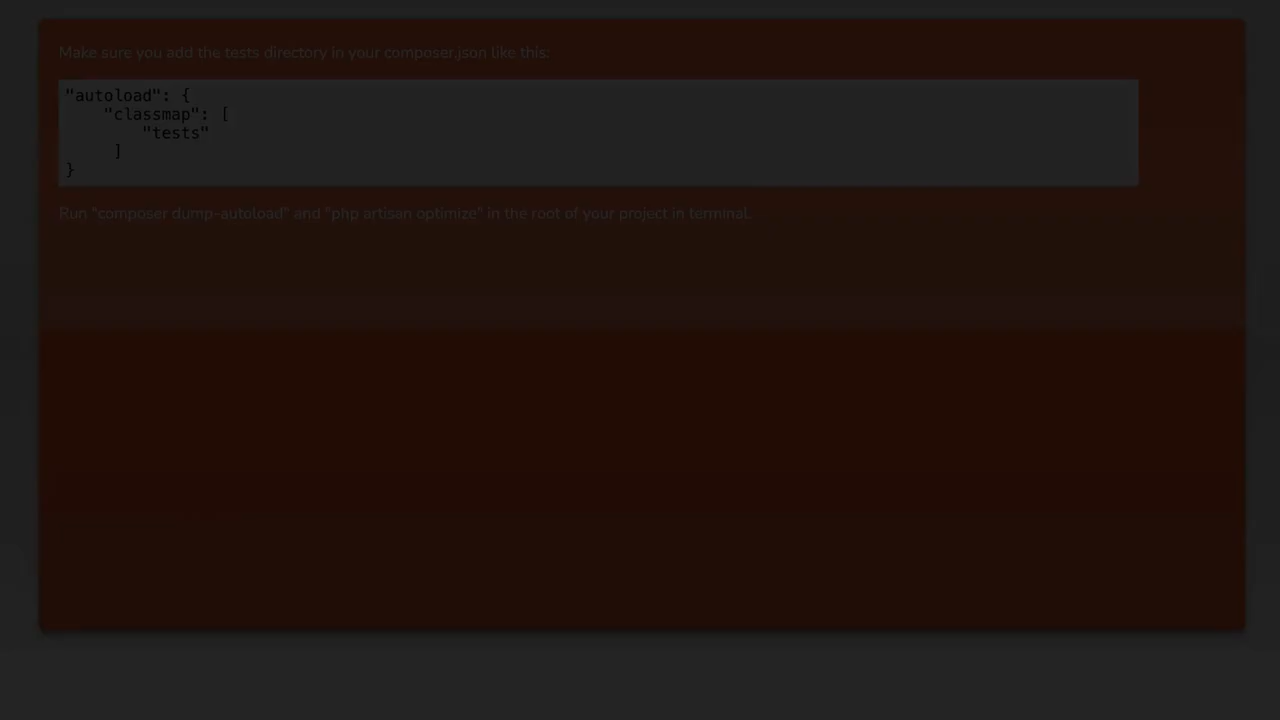 Make sure you add the tests directory in your composer.json like this:
"autoload": {
    "classmap": [
        "tests"
     ]
}
Run "composer dump-autoload" and "php artisan optimize" in the root of your project in terminal.